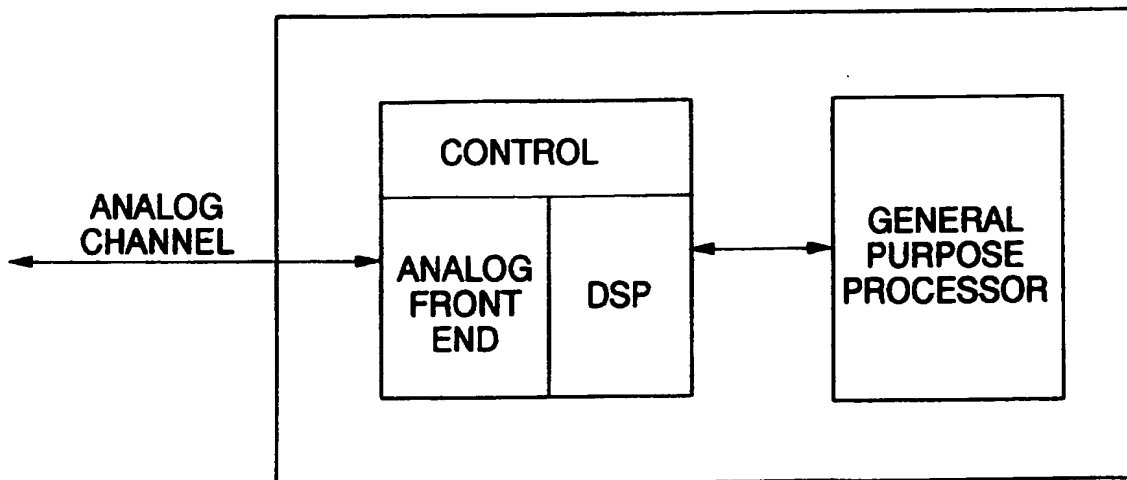 CONTROL
ANALOG
CHANNEL
ANALOG
FRONT
END
DSP
GENERAL
PURPOSE
PROCESSOR